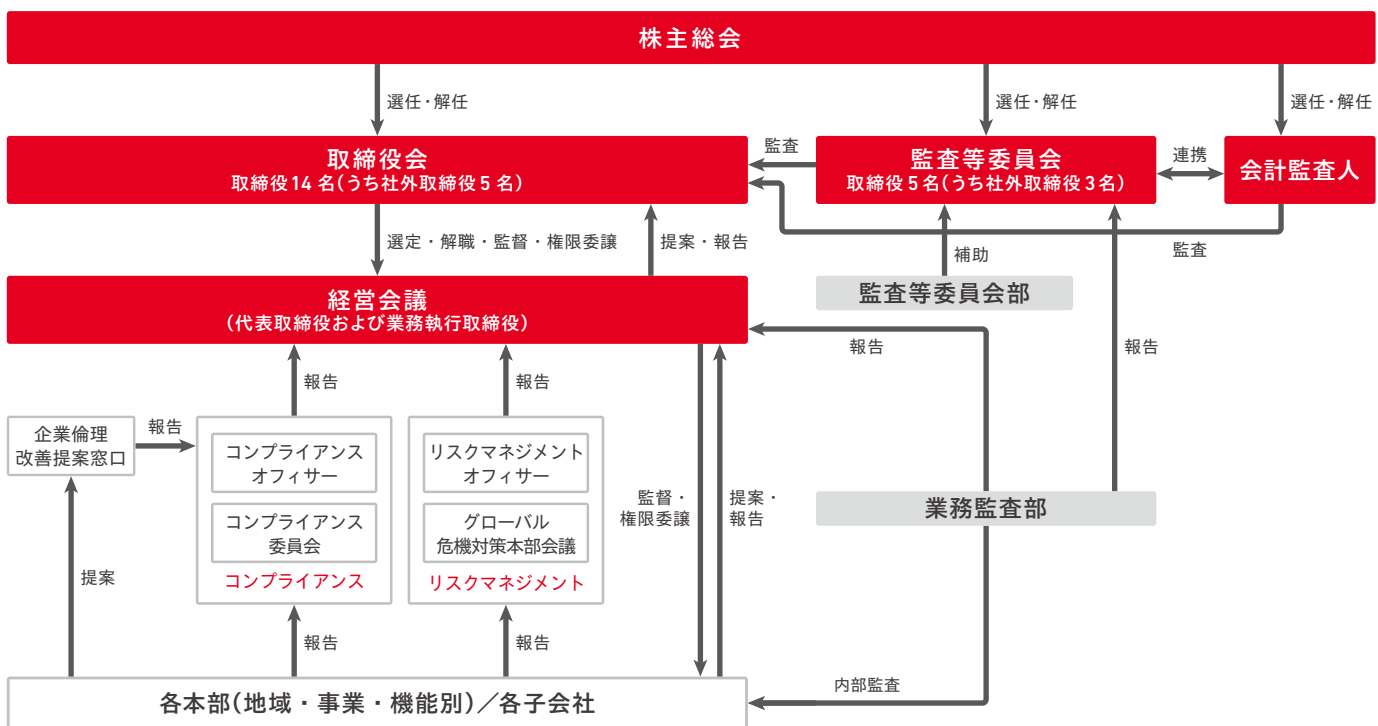 株主総会
選任・解任
選任・解任
選任・解任
取締役会
取締役14名(うち社外取締役5名)
監査
監査等委員会
取締役5名(うち社外取締役3名)
連携
会計監査人
選定・解職・監督・権限委譲
提案・報告
補助
監査
経営会議
(代表取締役および業務執行取締役)
監査等委員会部
報告
報告
報告
報告
企業倫理
改善提案窓口
報告
コンプライアンス
オフィサー
コンプライアンス
委員会
コンプライアンス
リスクマネジメント
オフィサー
グローバル
危機対策本部会議
リスクマネジメント
監督・
権限委譲
提案・
報告
業務監査部
提案
報告
報告
内部監査
各本部(地域・事業・機能別)／各子会社